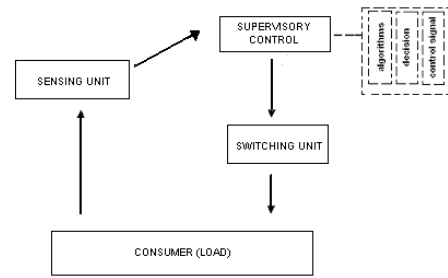 SUPERVISORY
CONTROL
algorithms
decision
control signal
SENSING UNIT
SWITCHING UNIT
CONSUMER (LOAD)